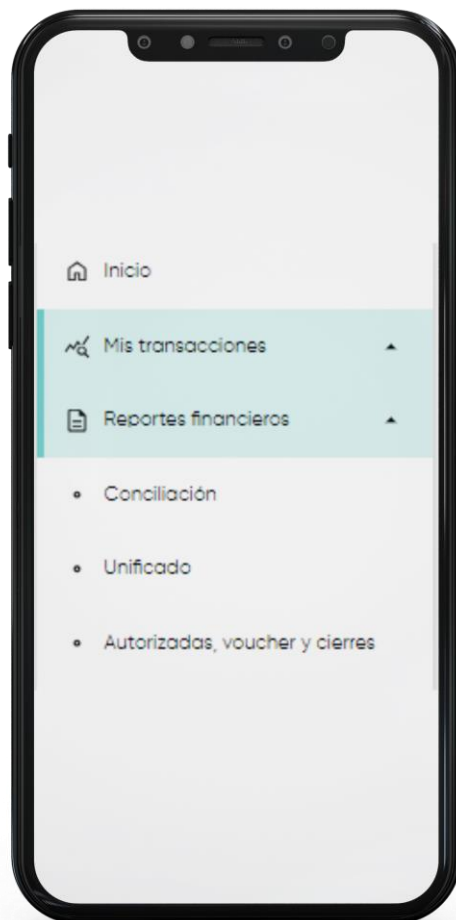 Inicio
Mis transacciones
Reportes financieros
Conciliación
Unificado
Autorizadas, voucher y cierres